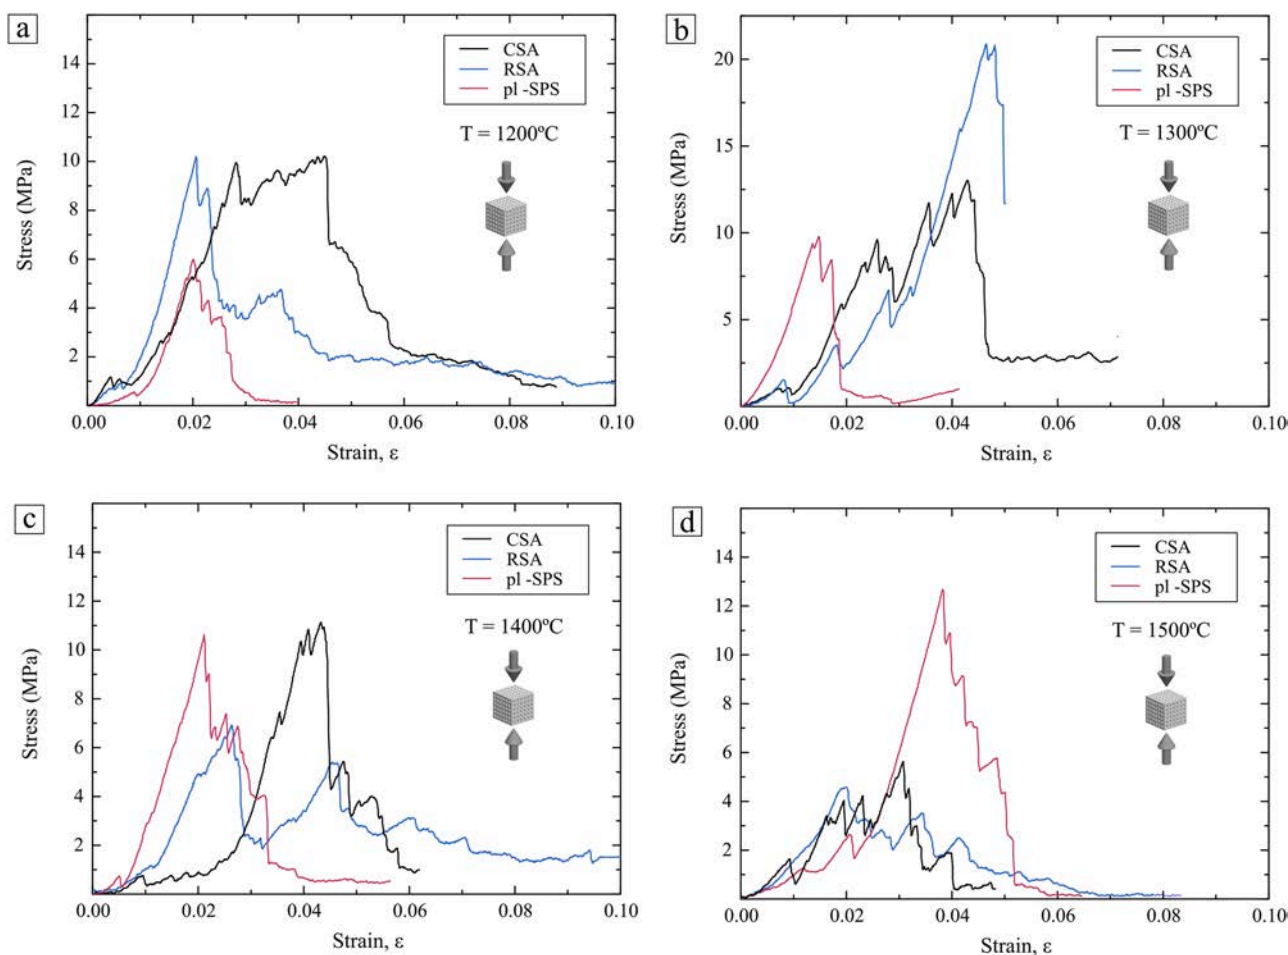 a
14
12
10
8
6
4
2
Stress (MPa)
CSA
RSA
pl -SPS
T = 1200ºC
0.00 0.02 0.04 0.06 0.08 0.10
Strain, ε
b
20
15
10
5
Stress (MPa)
CSA
RSA
pl -SPS
T = 1300ºC
0.00 0.02 0.04 0.06 0.08 0.10
Strain, ε
c
14
12
10
8
6
4
2
Stress (MPa)
CSA
RSA
pl -SPS
T = 1400ºC
0.00 0.02 0.04 0.06 0.08 0.10
Strain, ε
d
14
12
10
8
6
4
2
Stress (MPa)
CSA
RSA
pl -SPS
T = 1500ºC
0.00 0.02 0.04 0.06 0.08 0.10
Strain, ε